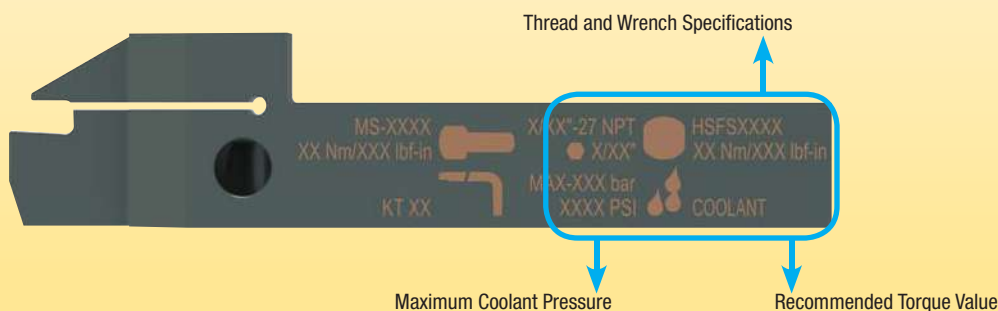 Thread and Wrench Specifications
MS-XXXX
XX Nm/XXX lbf-in
KT XX
X/XX"-27 NPT
X/XX"
MAX-XXX bar
XXXX PSI
HSFSXXXX
XX Nm/XXX lbf-in
COOLANT
Maximum Coolant Pressure
Recommended Torque Value